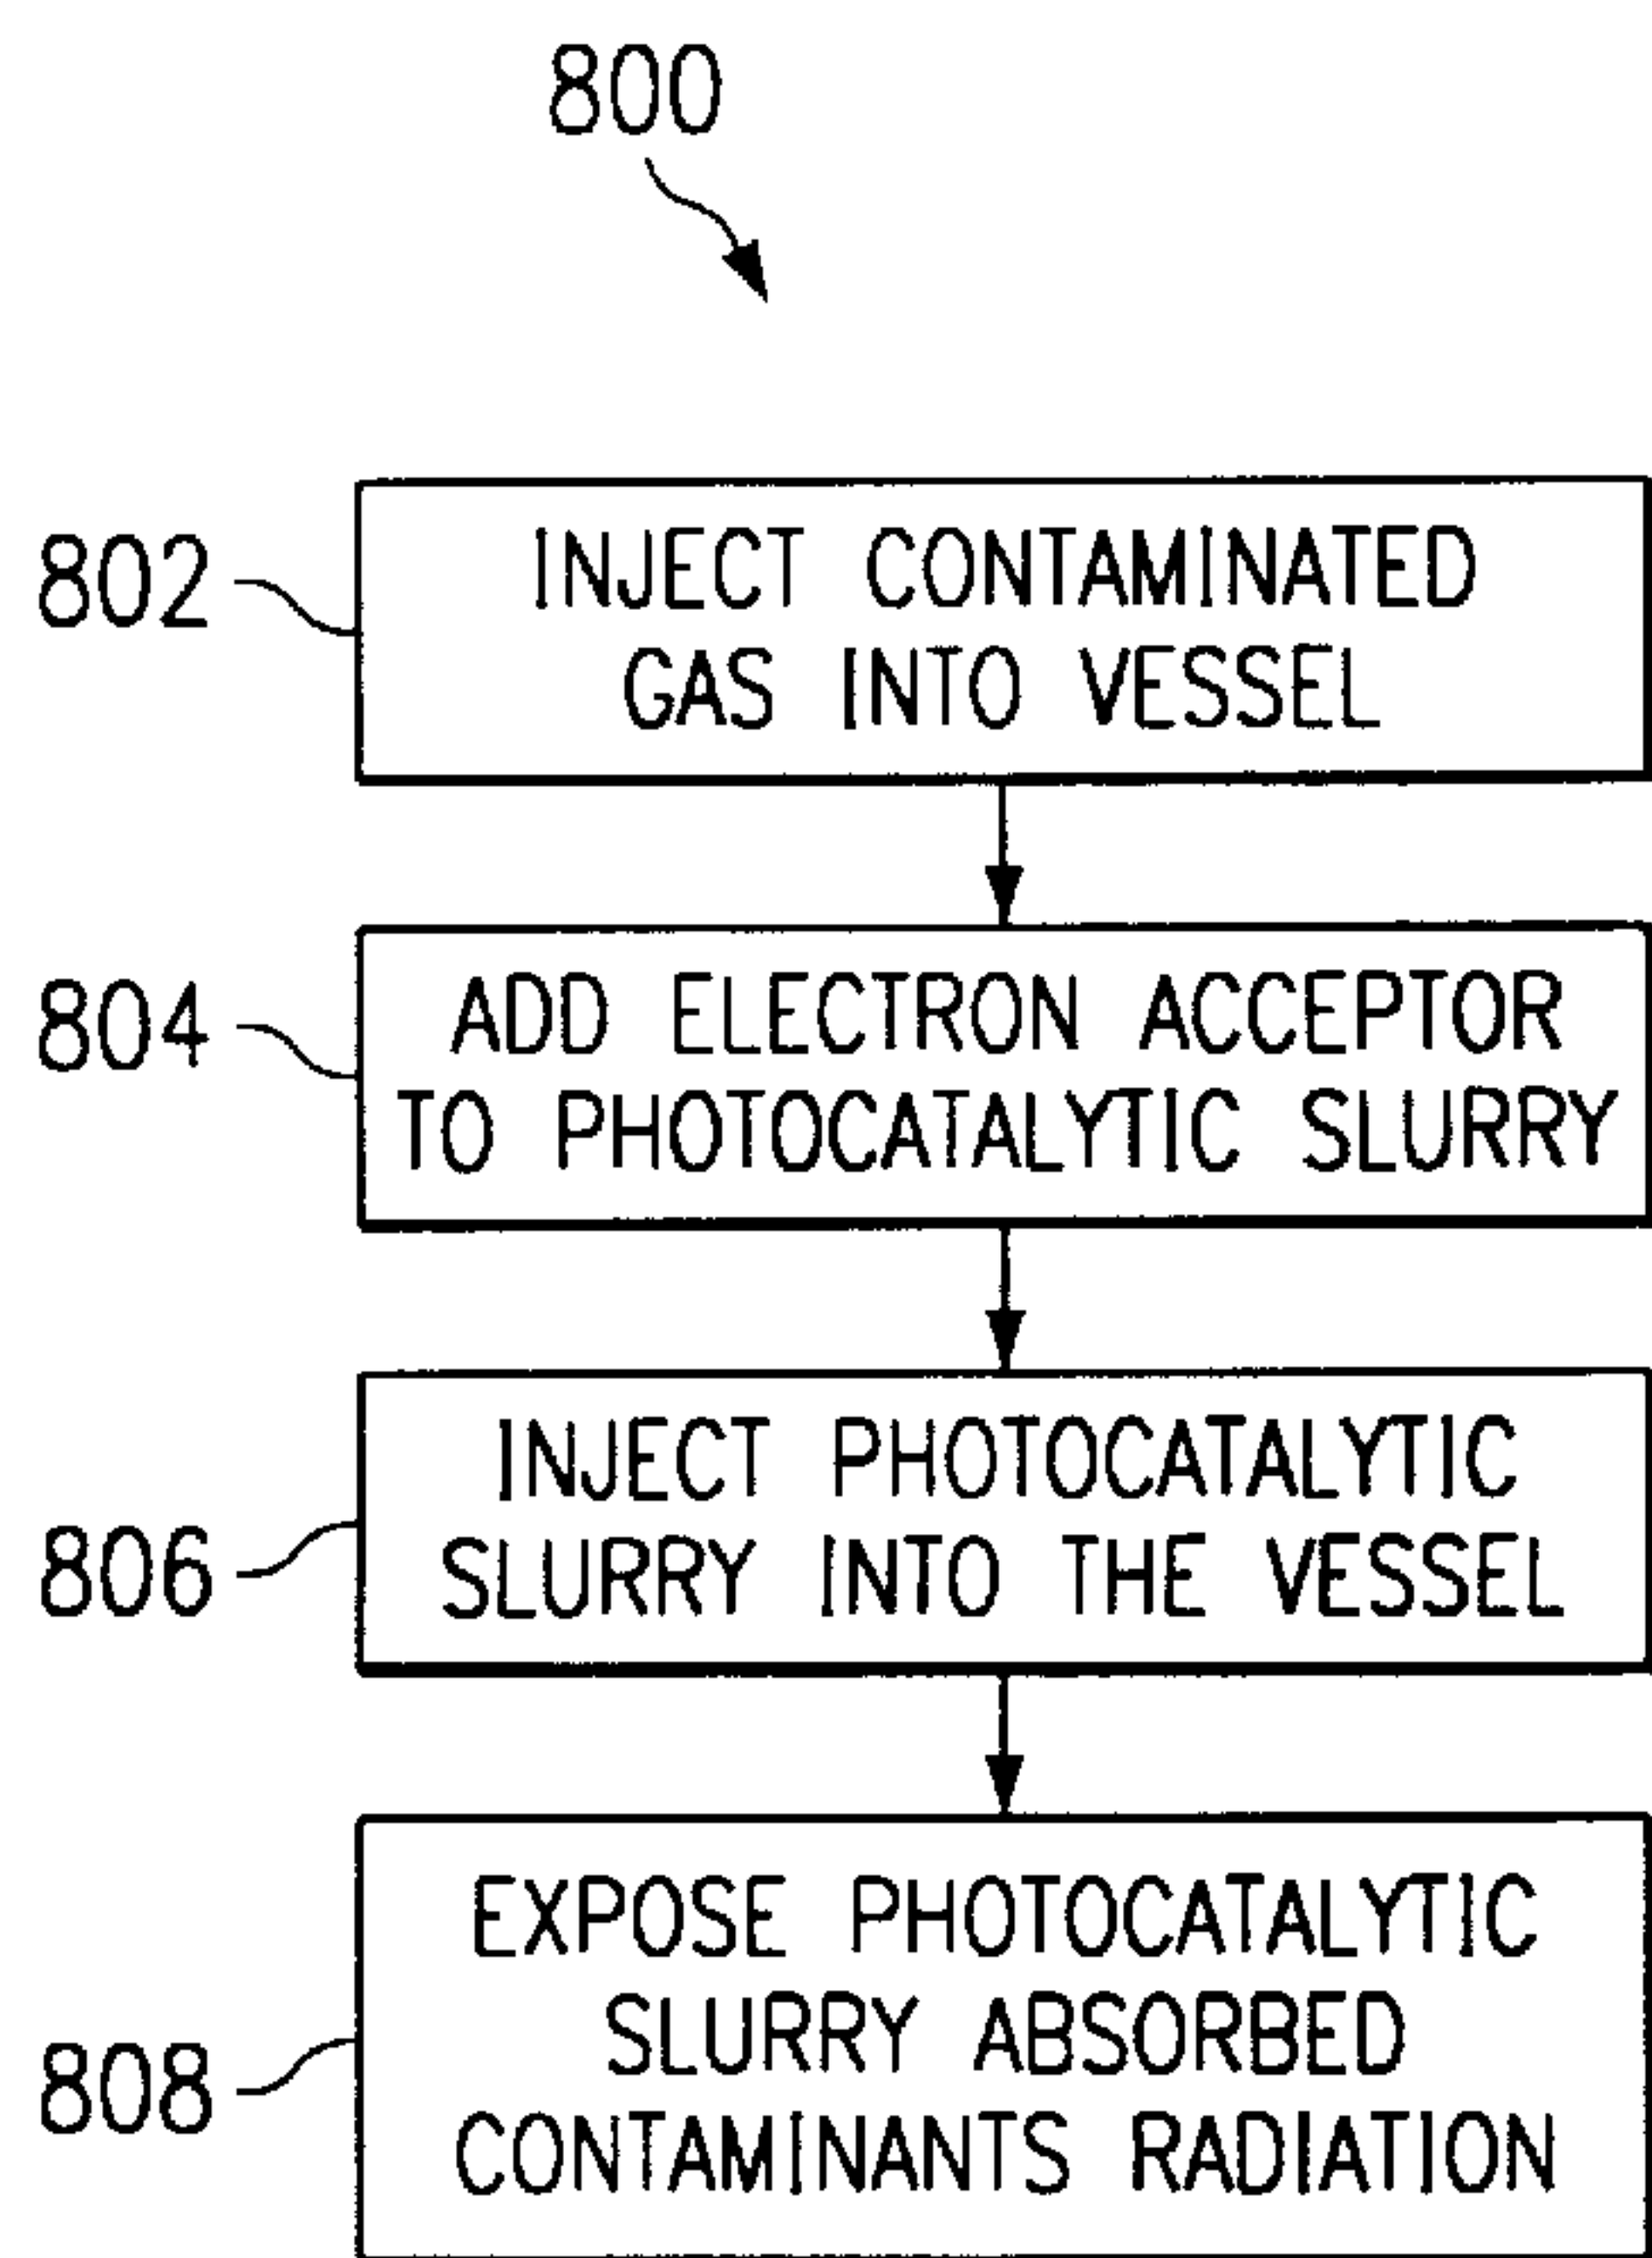 800
802
INJECT CONTAMINATED
GAS INTO VESSEL
804
ADD ELECTRON ACCEPTOR
TO PHOTOCATALYTIC SLURRY
806
INJECT PHOTOCATALYTIC
SLURRY INTO THE VESSEL
808
EXPOSE PHOTOCATALYTIC
SLURRY ABSORBED
CONTAMINANTS RADIATION